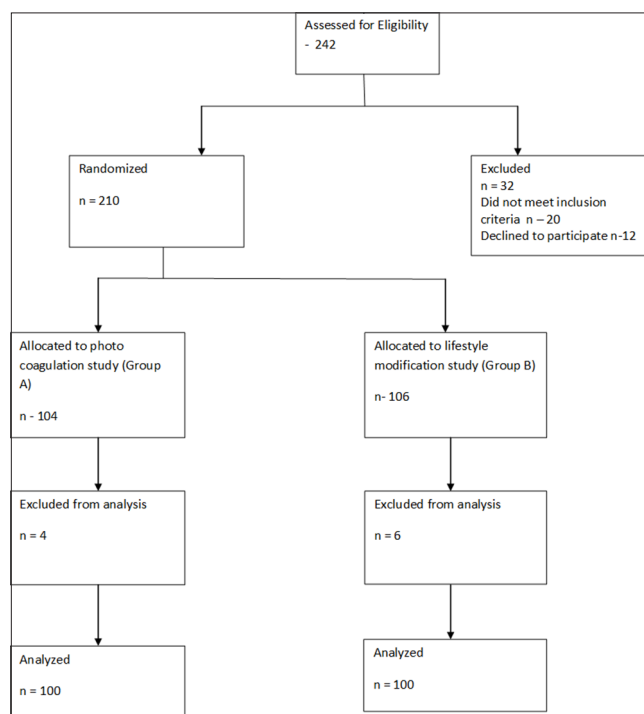 Assessed for Eligibility
- 242
Randomized
n = 210
Excluded
n = 32
Did not meet inclusion
criteria n – 20
Declined to participate n-12
Allocated to photo
coagulation study (Group
A)
n - 104
Allocated to lifestyle
modification study (Group B)
n- 106
Excluded from analysis
n = 4
Excluded from analysis
n = 6
Analyzed
n = 100
Analyzed
n = 100